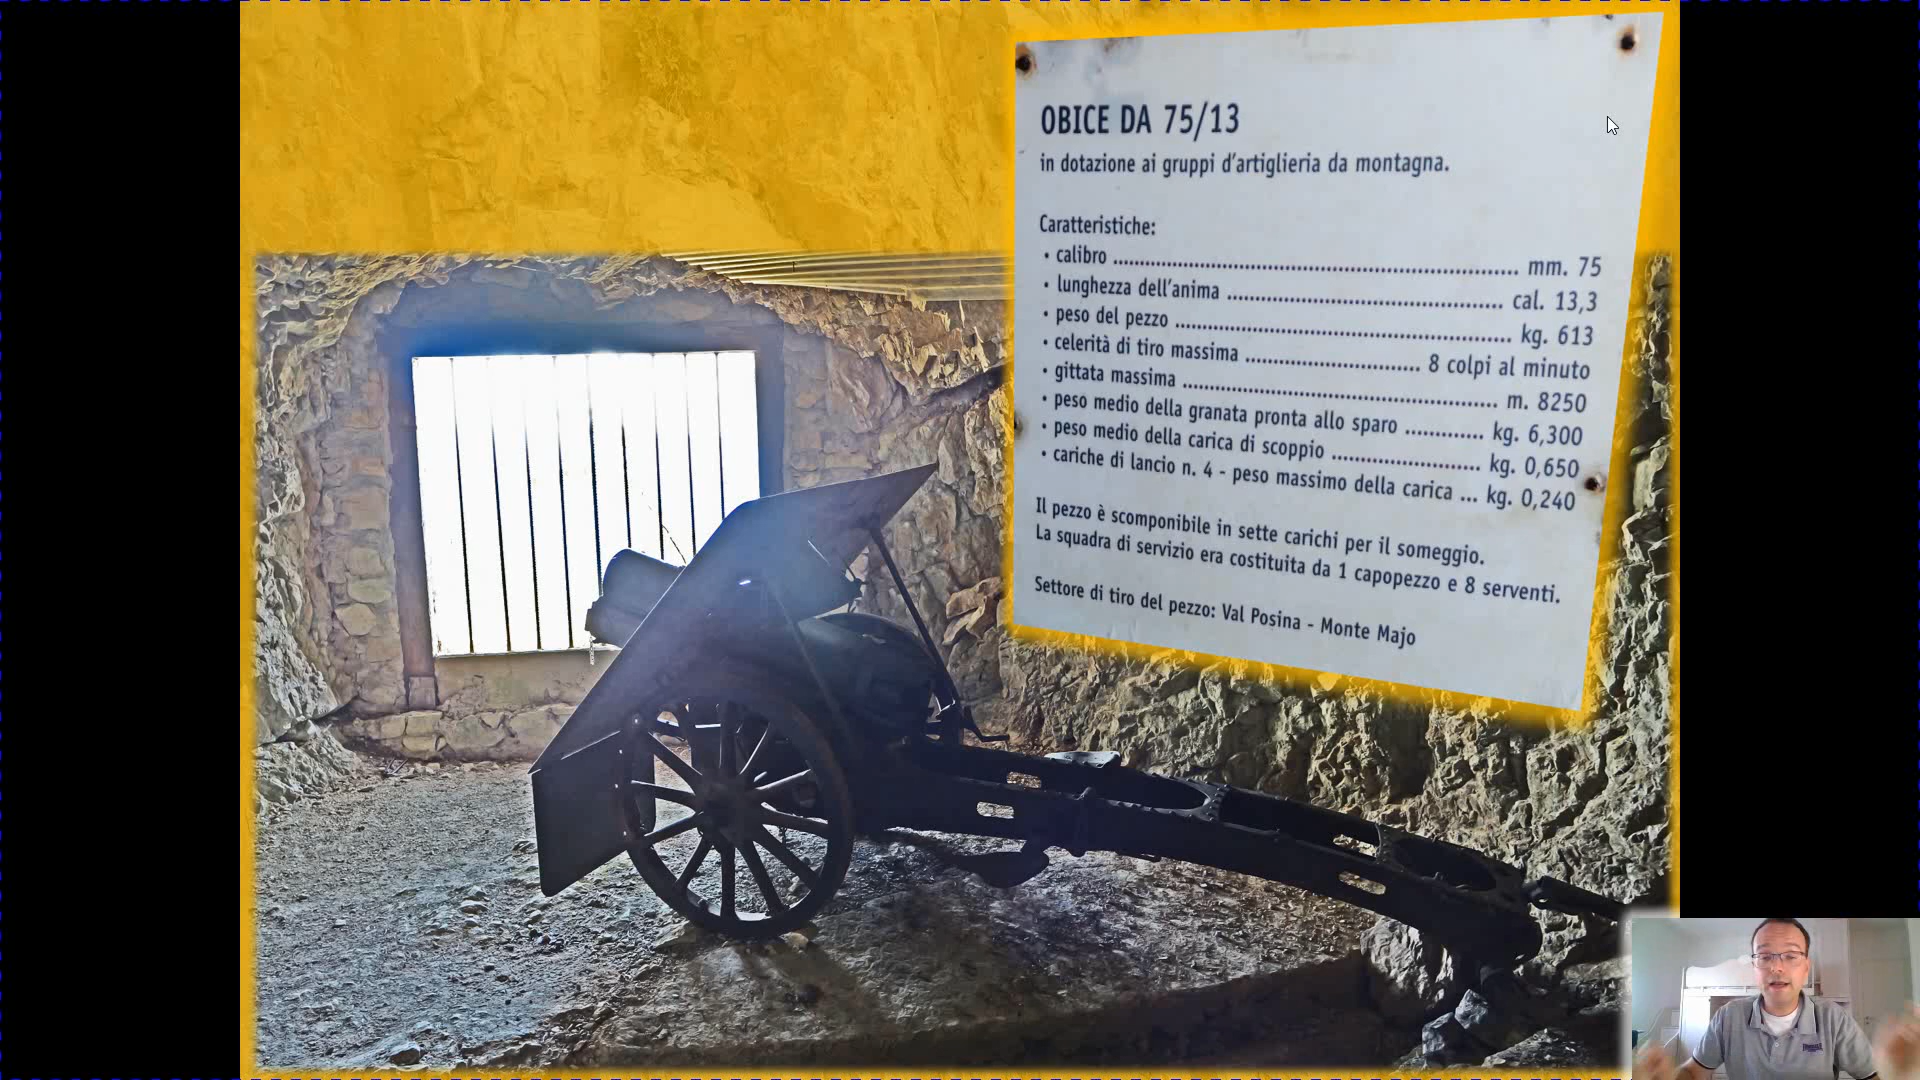 OBICE DA 75/13
in dotazione ai gruppi d'artiglieria da montagna.
Caratteristiche:
• calibro ........................ mm. 75
• lunghezza dell'anima ........................ cal. 13,3
• peso del pezzo ........................ kg. 613
• celerità di tiro massima ........................ 8 colpi al minuto
• gittata massima ........................ m. 8250
• peso medio della granata pronta allo sparo ............. kg. 6,300
• peso medio della carica di scoppio ........................ kg. 0,650
• cariche di lancio n. 4 - peso massimo della carica ... kg. 0,240
Il pezzo è scomponibile in sette carichi per il someggio.
La squadra di servizio era costituita da 1 capopezzo e 8 serventi.
Settore di tiro del pezzo: Val Posina - Monte Majo